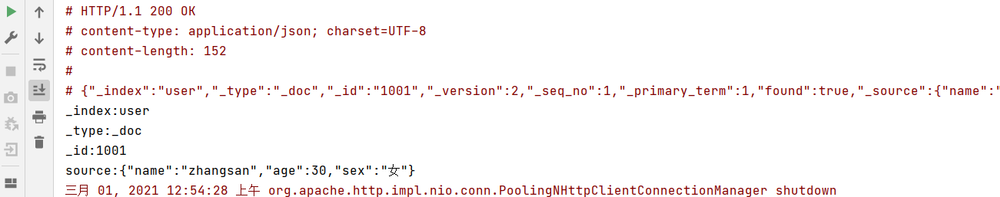 # HTTP/1.1 200 OK
# content-type: application/json; charset=UTF-8
# content-length: 152
#
# {"_index":"user","_type":"_doc","_id":"1001","_version":2,"_seq_no":1,"_primary_term":1,"found":true,"_source":{"name":"
_index:user
_type:_doc
_id:1001
source:{"name":"zhangsan","age":30,"sex":"女"}
三月 01, 2021 12:54:28 上午 org.apache.http.impl.nio.conn.PoolingNHttpClientConnectionManager shutdown